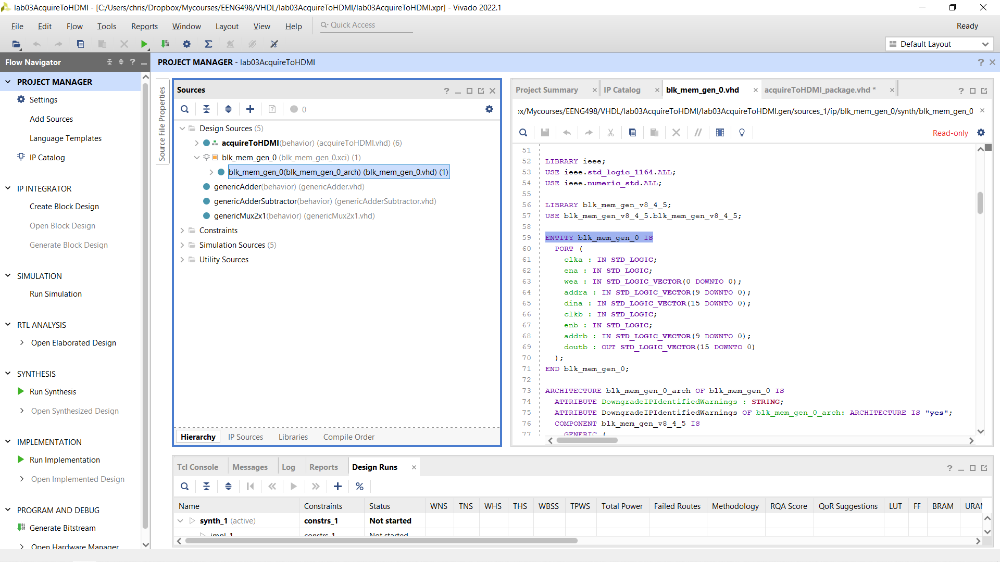 lab03AcquireToHDMI - [C:/Users/chris/Dropbox/Mycourses/EENG498/VHDL/lab03AcquireToHDMI/lab03AcquireToHDMI.xpr] - Vivado 2022.1
File Edit Flow Tools Reports Window Layout View Help Quick Access Ready
Default Layout
Flow Navigator
PROJECT MANAGER
Settings
Add Sources
Language Templates
IP Catalog
IP INTEGRATOR
Create Block Design
Open Block Design
Generate Block Design
SIMULATION
Run Simulation
RTL ANALYSIS
Open Elaborated Design
SYNTHESIS
Run Synthesis
Open Synthesized Design
IMPLEMENTATION
Run Implementation
Open Implemented Design
PROGRAM AND DEBUG
Generate Bitstream
Open Hardware Manager
PROJECT MANAGER - lab03AcquireToHDMI
Source File Properties
Sources
0
Design Sources (5)
acquireToHDMI(behavior) (acquireToHDMI.vhd) (6)
blk_mem_gen_0 (blk_mem_gen_0.xci) (1)
blk_mem_gen_0(blk_mem_gen_0_arch) (blk_mem_gen_0.vhd) (1)
genericAdder(behavior) (genericAdder.vhd)
genericAdderSubtractor(behavior) (genericAdderSubtractor.vhd)
genericMux2x1(behavior) (genericMux2x1.vhd)
Constraints
Simulation Sources (5)
Utility Sources
Hierarchy IP Sources Libraries Compile Order
Project Summary IP Catalog blk_mem_gen_0.vhd acquireToHDMI_package.vhd *
ox/Mycourses/EENG498/VHDL/lab03AcquireToHDMI/lab03AcquireToHDMI.gen/sources_1/ip/blk_mem_gen_0/synth/blk_mem_gen_0
Read-only
51
52 LIBRARY ieee;
53 USE ieee.std_logic_1164.ALL;
54 USE ieee.numeric_std.ALL;
55
56 LIBRARY blk_mem_gen_v8_4_5;
57 USE blk_mem_gen_v8_4_5.blk_mem_gen_v8_4_5;
58
59 ENTITY blk_mem_gen_0 IS
60 PORT (
61 clka : IN STD_LOGIC;
62 ena : IN STD_LOGIC;
63 wea : IN STD_LOGIC_VECTOR(0 DOWNTO 0);
64 addra : IN STD_LOGIC_VECTOR(9 DOWNTO 0);
65 dina : IN STD_LOGIC_VECTOR(15 DOWNTO 0);
66 clkb : IN STD_LOGIC;
67 enb : IN STD_LOGIC;
68 addrb : IN STD_LOGIC_VECTOR(9 DOWNTO 0);
69 doutb : OUT STD_LOGIC_VECTOR(15 DOWNTO 0)
70 );
71 END blk_mem_gen_0;
72
73 ARCHITECTURE blk_mem_gen_0_arch OF blk_mem_gen_0 IS
74 ATTRIBUTE DowngradeIPIdentifiedWarnings : STRING;
75 ATTRIBUTE DowngradeIPIdentifiedWarnings OF blk_mem_gen_0_arch: ARCHITECTURE IS "yes";
76 COMPONENT blk_mem_gen_v8_4_5 IS
77 GENERIC (
Tcl Console Messages Log Reports Design Runs
Name Constraints Status WNS TNS WHS THS WBSS TPWS Total Power Failed Routes Methodology RQA Score QoR Suggestions LUT FF BRAM URAM
synth_1 (active) constrs_1 Not started
impl_1 constrs_1 Not started